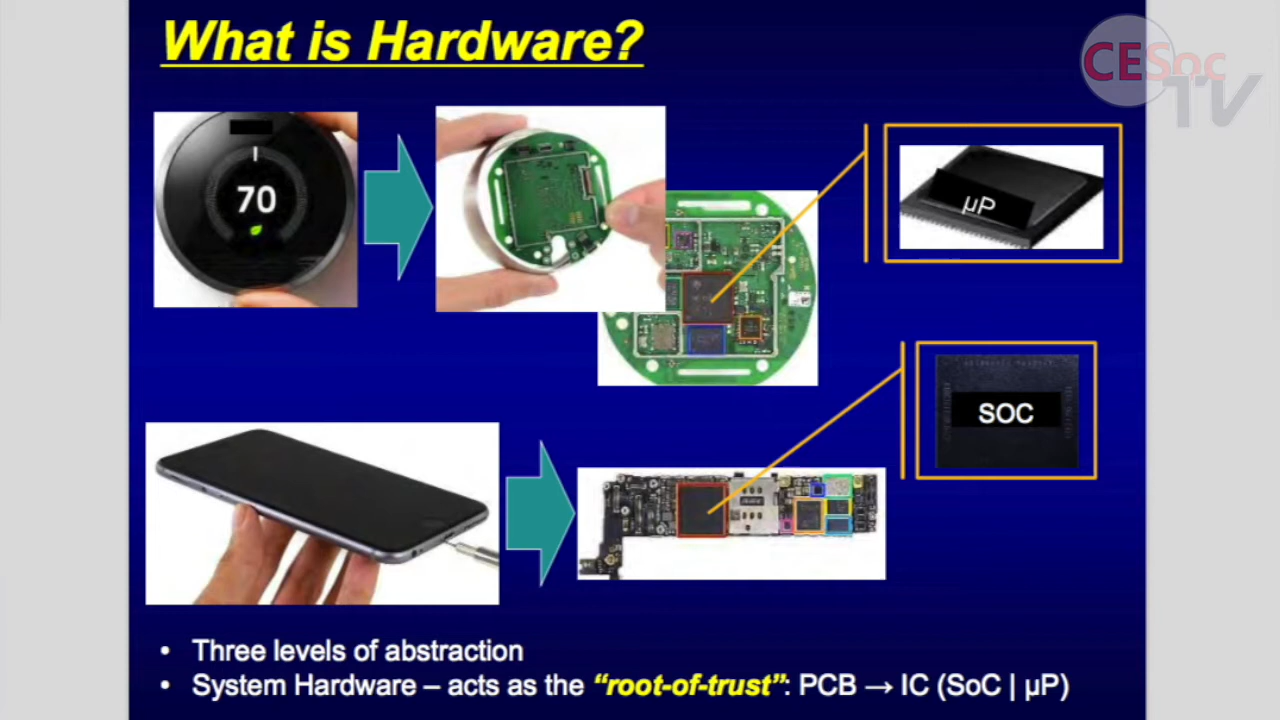 What is Hardware?
CESoc
TV
70
µP
SOC
• Three levels of abstraction
• System Hardware – acts as the “root-of-trust”: PCB → IC (SoC | µP)